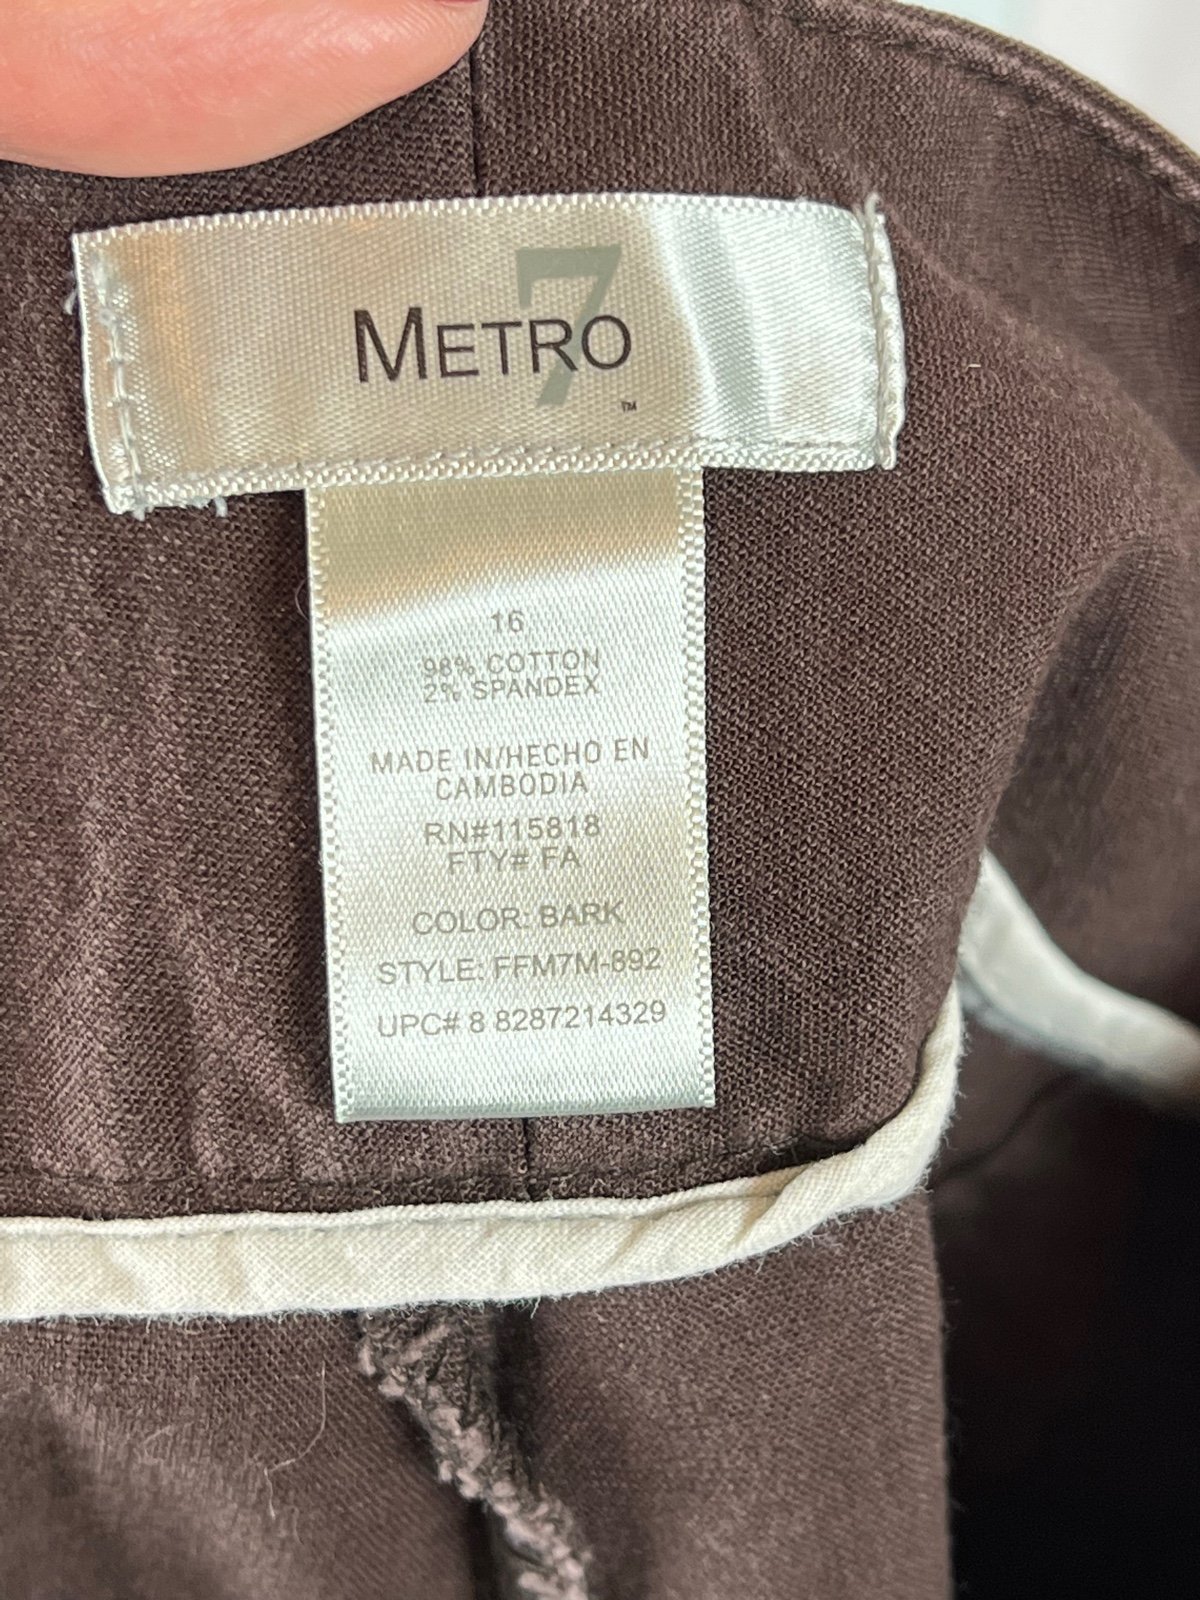 7
METRO
™
16
98% COTTON
2% SPANDEX
MADE IN/HECHO EN
CAMBODIA
RN#115818
FTY# FA
COLOR: BARK
STYLE: FFM7M-892
UPC# 8 8287214329